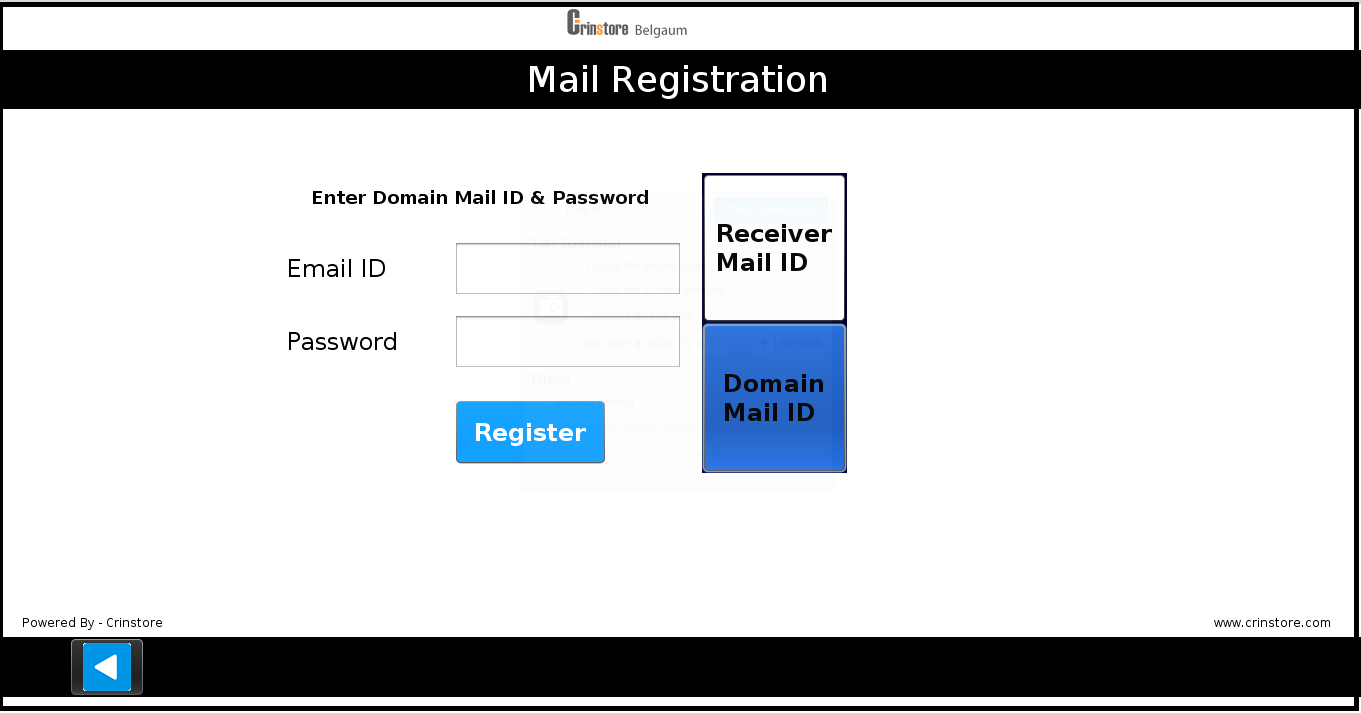 Crinstore Belgaum
Mail Registration
Enter Domain Mail ID & Password
Email ID
Password
Register
Receiver
Mail ID
Domain
Mail ID
Powered By - Crinstore
www.crinstore.com